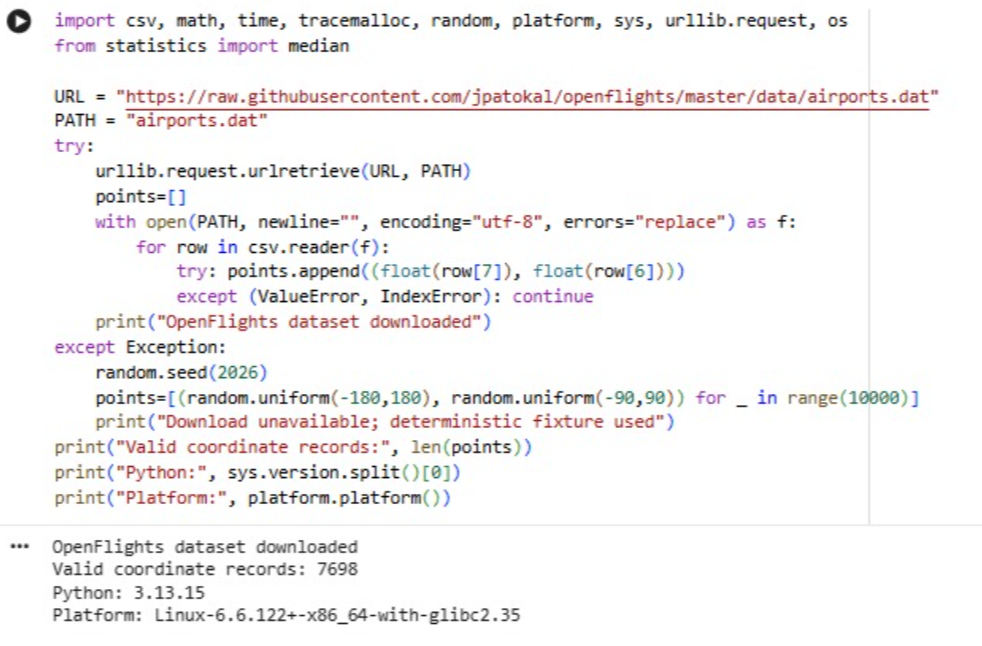 import csv, math, time, tracemalloc, random, platform, sys, urllib.request, os
from statistics import median

URL = "https://raw.githubusercontent.com/jpatokal/openflights/master/data/airports.dat"
PATH = "airports.dat"
try:
    urllib.request.urlretrieve(URL, PATH)
    points=[]
    with open(PATH, newline="", encoding="utf-8", errors="replace") as f:
        for row in csv.reader(f):
            try: points.append((float(row[7]), float(row[6])))
            except (ValueError, IndexError): continue
    print("OpenFlights dataset downloaded")
except Exception:
    random.seed(2026)
    points=[(random.uniform(-180,180), random.uniform(-90,90)) for _ in range(10000)]
    print("Download unavailable; deterministic fixture used")
print("Valid coordinate records:", len(points))
print("Python:", sys.version.split()[0])
print("Platform:", platform.platform())

OpenFlights dataset downloaded
Valid coordinate records: 7698
Python: 3.13.15
Platform: Linux-6.6.122+-x86_64-with-glibc2.35